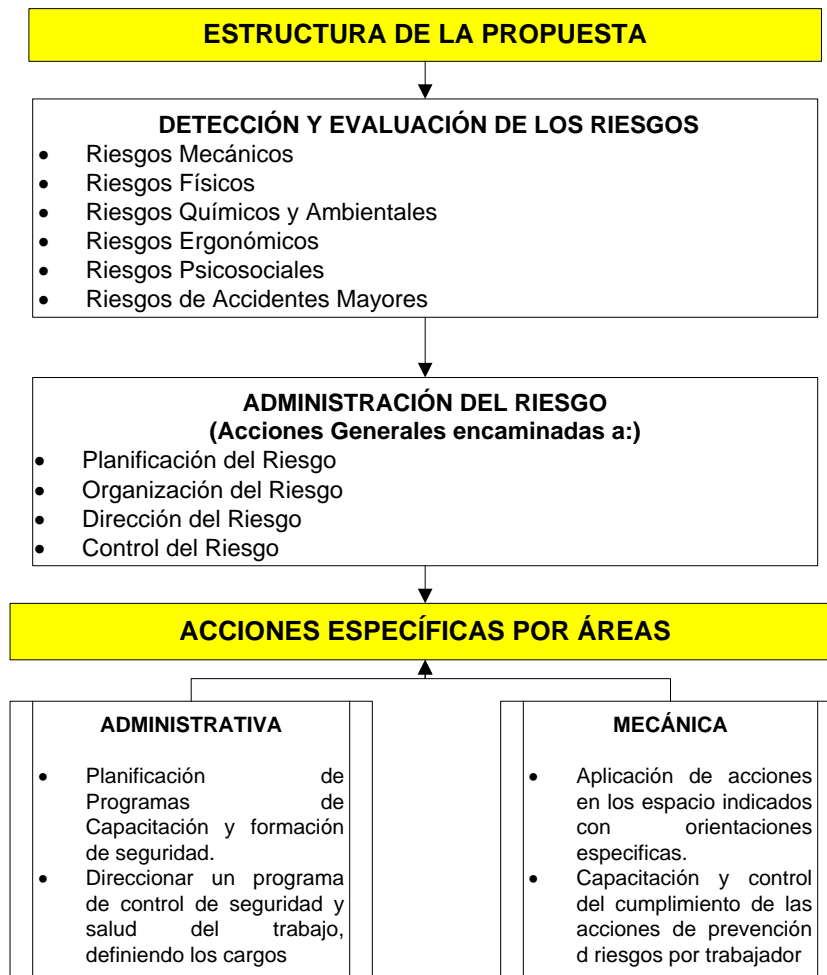 ESTRUCTURA DE LA PROPUESTA
DETECCIÓN Y EVALUACIÓN DE LOS RIESGOS
• Riesgos Mecánicos
• Riesgos Físicos
• Riesgos Químicos y Ambientales
• Riesgos Ergonómicos
• Riesgos Psicosociales
• Riesgos de Accidentes Mayores
ADMINISTRACIÓN DEL RIESGO
(Acciones Generales encaminadas a:)
• Planificación del Riesgo
• Organización del Riesgo
• Dirección del Riesgo
• Control del Riesgo
ACCIONES ESPECÍFICAS POR ÁREAS
ADMINISTRATIVA
• Planificación de
Programas de
Capacitación y formación
de seguridad.
• Direccionar un programa
de control de seguridad y
salud del trabajo,
definiendo los cargos
MECÁNICA
• Aplicación de acciones
en los espacio indicados
con orientaciones
especificas.
• Capacitación y control
del cumplimiento de las
acciones de prevención
d riesgos por trabajador